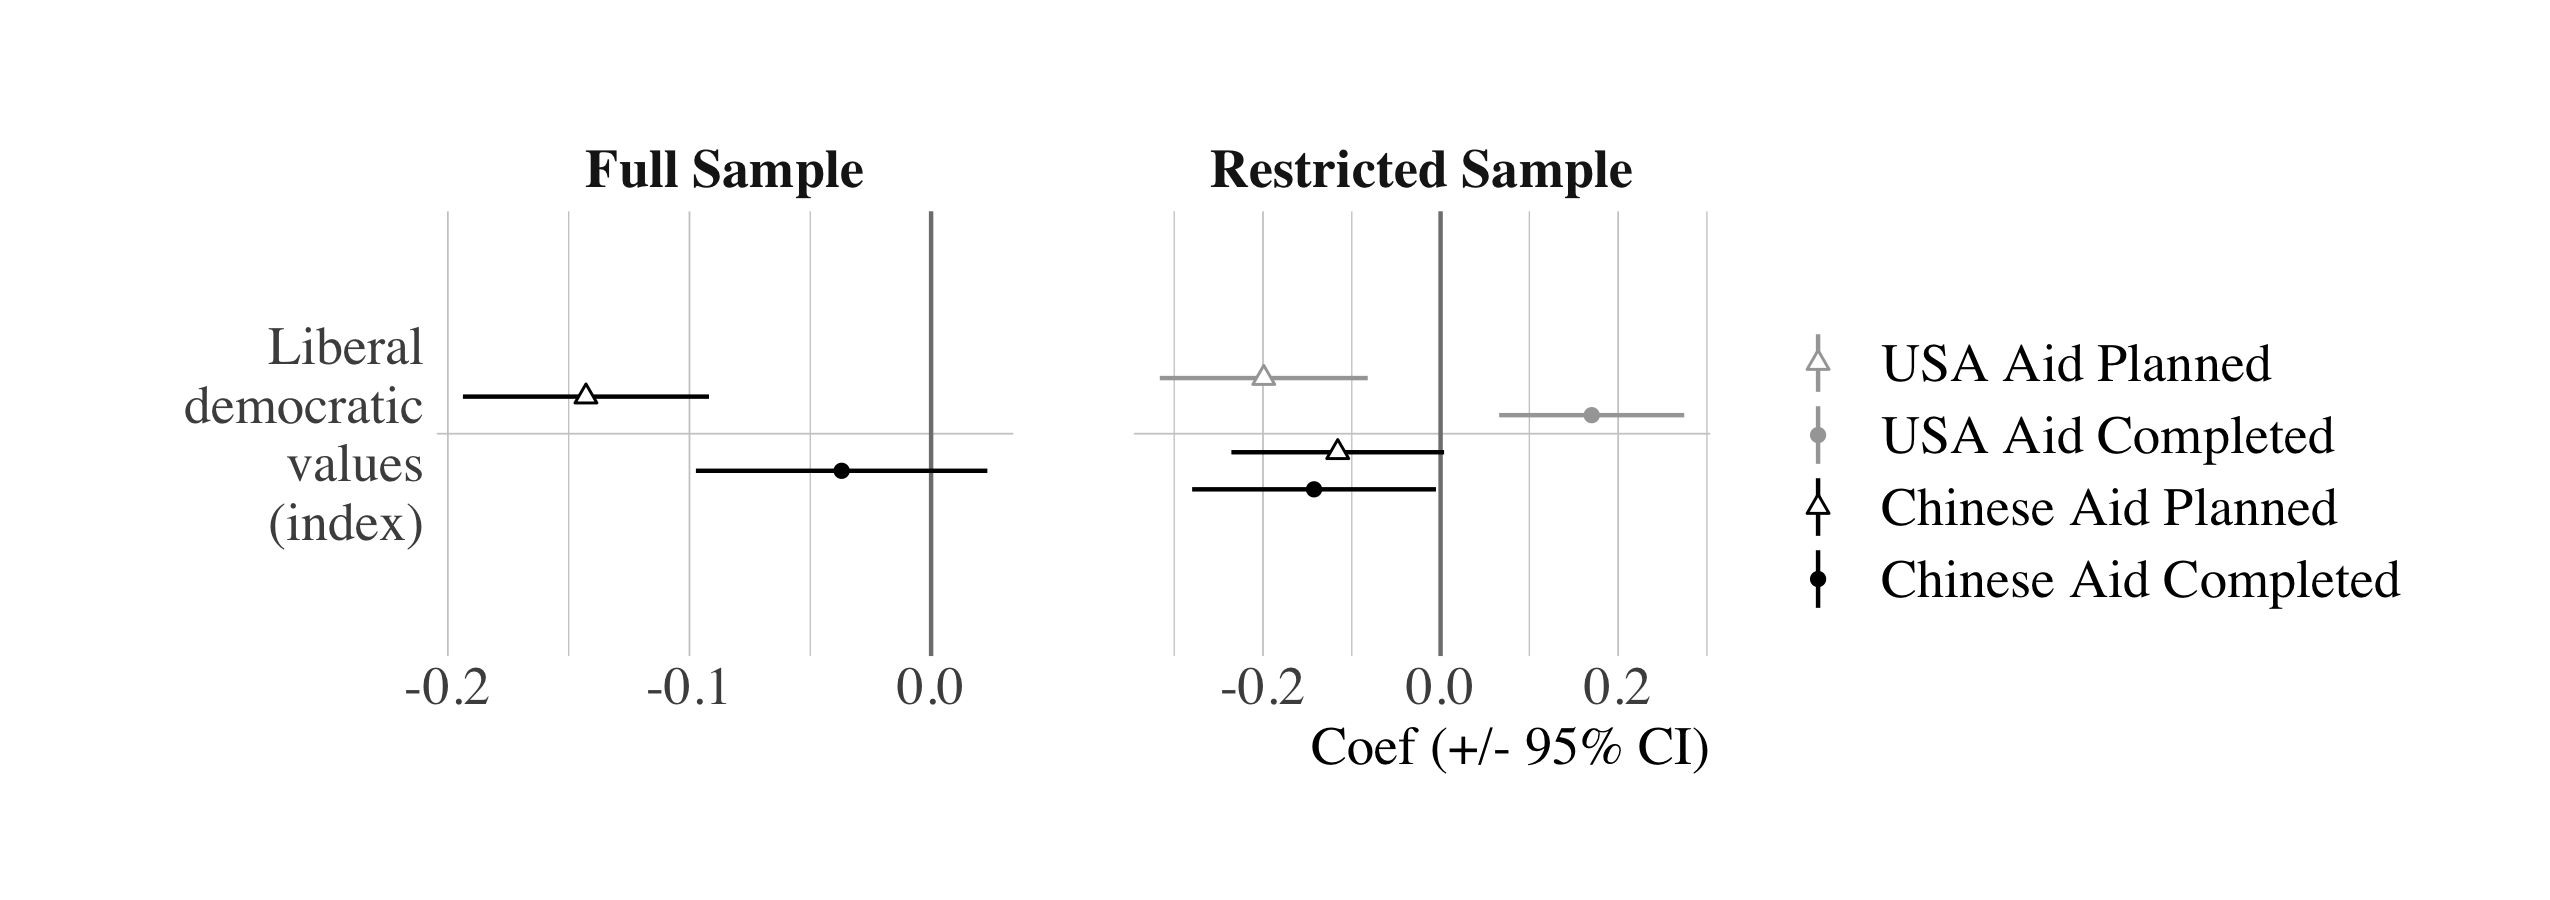 Full Sample
Restricted Sample
Liberal
democratic
values
(index)
-0.2
-0.1
0.0
-0.2
0.0
0.2
Coef (+/- 95% CI)
USA Aid Planned
USA Aid Completed
Chinese Aid Planned
Chinese Aid Completed